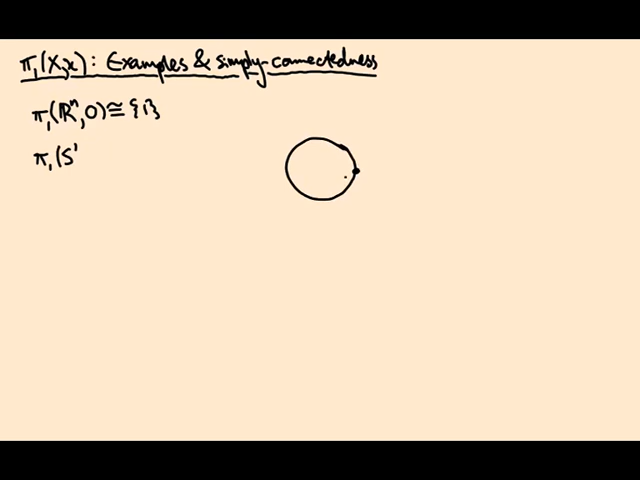 π₁(X,x): Examples & simply-connectedness
π₁(ℝⁿ,0)≅{1}
π₁(S¹